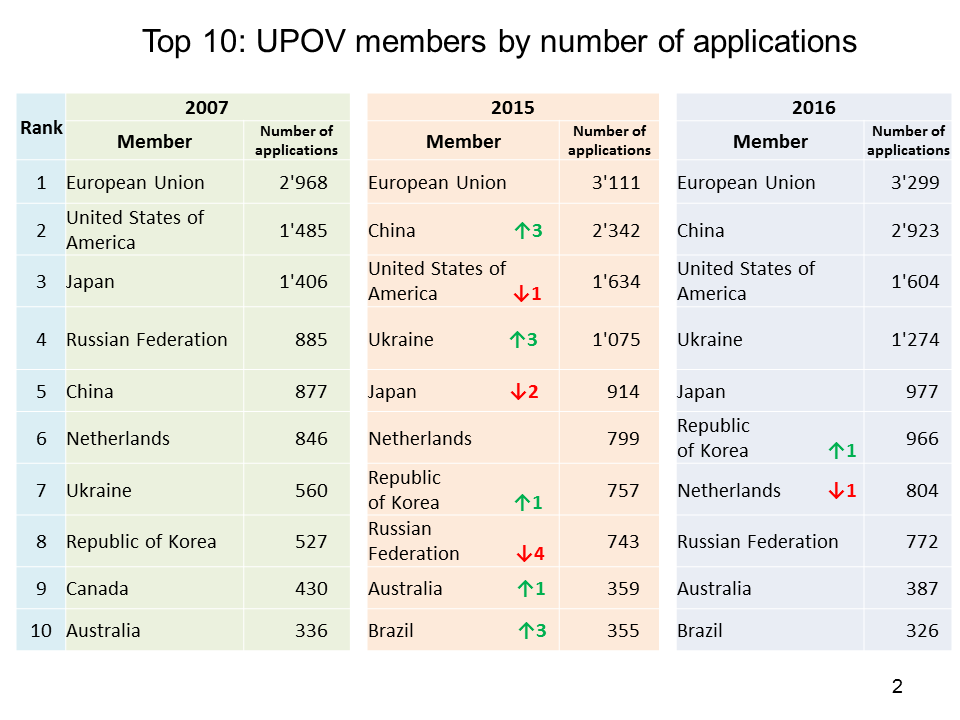 Top 10: UPOV members by number of applications
Rank 2007 2015 2016
Member Number of applications Member Number of applications Member Number of applications
1 European Union 2'968 European Union 3'111 European Union 3'299
2 United States of America 1'485 China ↑3 2'342 China 2'923
3 Japan 1'406 United States of America ↓1 1'634 United States of America 1'604
4 Russian Federation 885 Ukraine ↑3 1'075 Ukraine 1'274
5 China 877 Japan ↓2 914 Japan 977
6 Netherlands 846 Netherlands 799 Republic of Korea ↑1 966
7 Ukraine 560 Republic of Korea ↑1 757 Netherlands ↓1 804
8 Republic of Korea 527 Russian Federation ↓4 743 Russian Federation 772
9 Canada 430 Australia ↑1 359 Australia 387
10 Australia 336 Brazil ↑3 355 Brazil 326
2